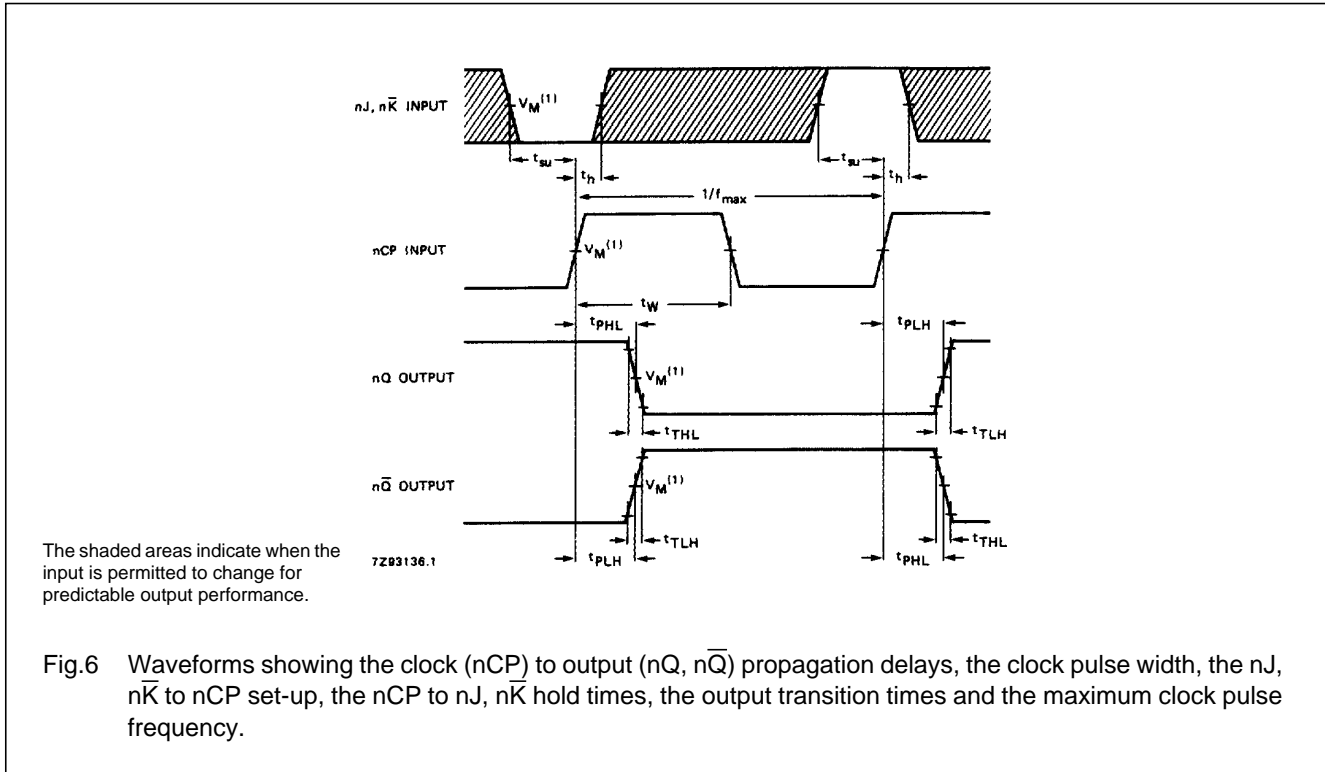 nJ, nK̅ INPUT
V_M(1)
t_su
t_h
t_su
t_h
1/f_max
nCP INPUT
V_M(1)
t_W
t_PHL
t_PLH
nQ OUTPUT
V_M(1)
t_THL
t_TLH
nQ̅ OUTPUT
V_M(1)
t_TLH
t_THL
t_PLH
t_PHL
7Z93136.1
The shaded areas indicate when the
input is permitted to change for
predictable output performance.
Fig.6 Waveforms showing the clock (nCP) to output (nQ, nQ̅) propagation delays, the clock pulse width, the nJ,
nK̅ to nCP set-up, the nCP to nJ, nK̅ hold times, the output transition times and the maximum clock pulse
frequency.